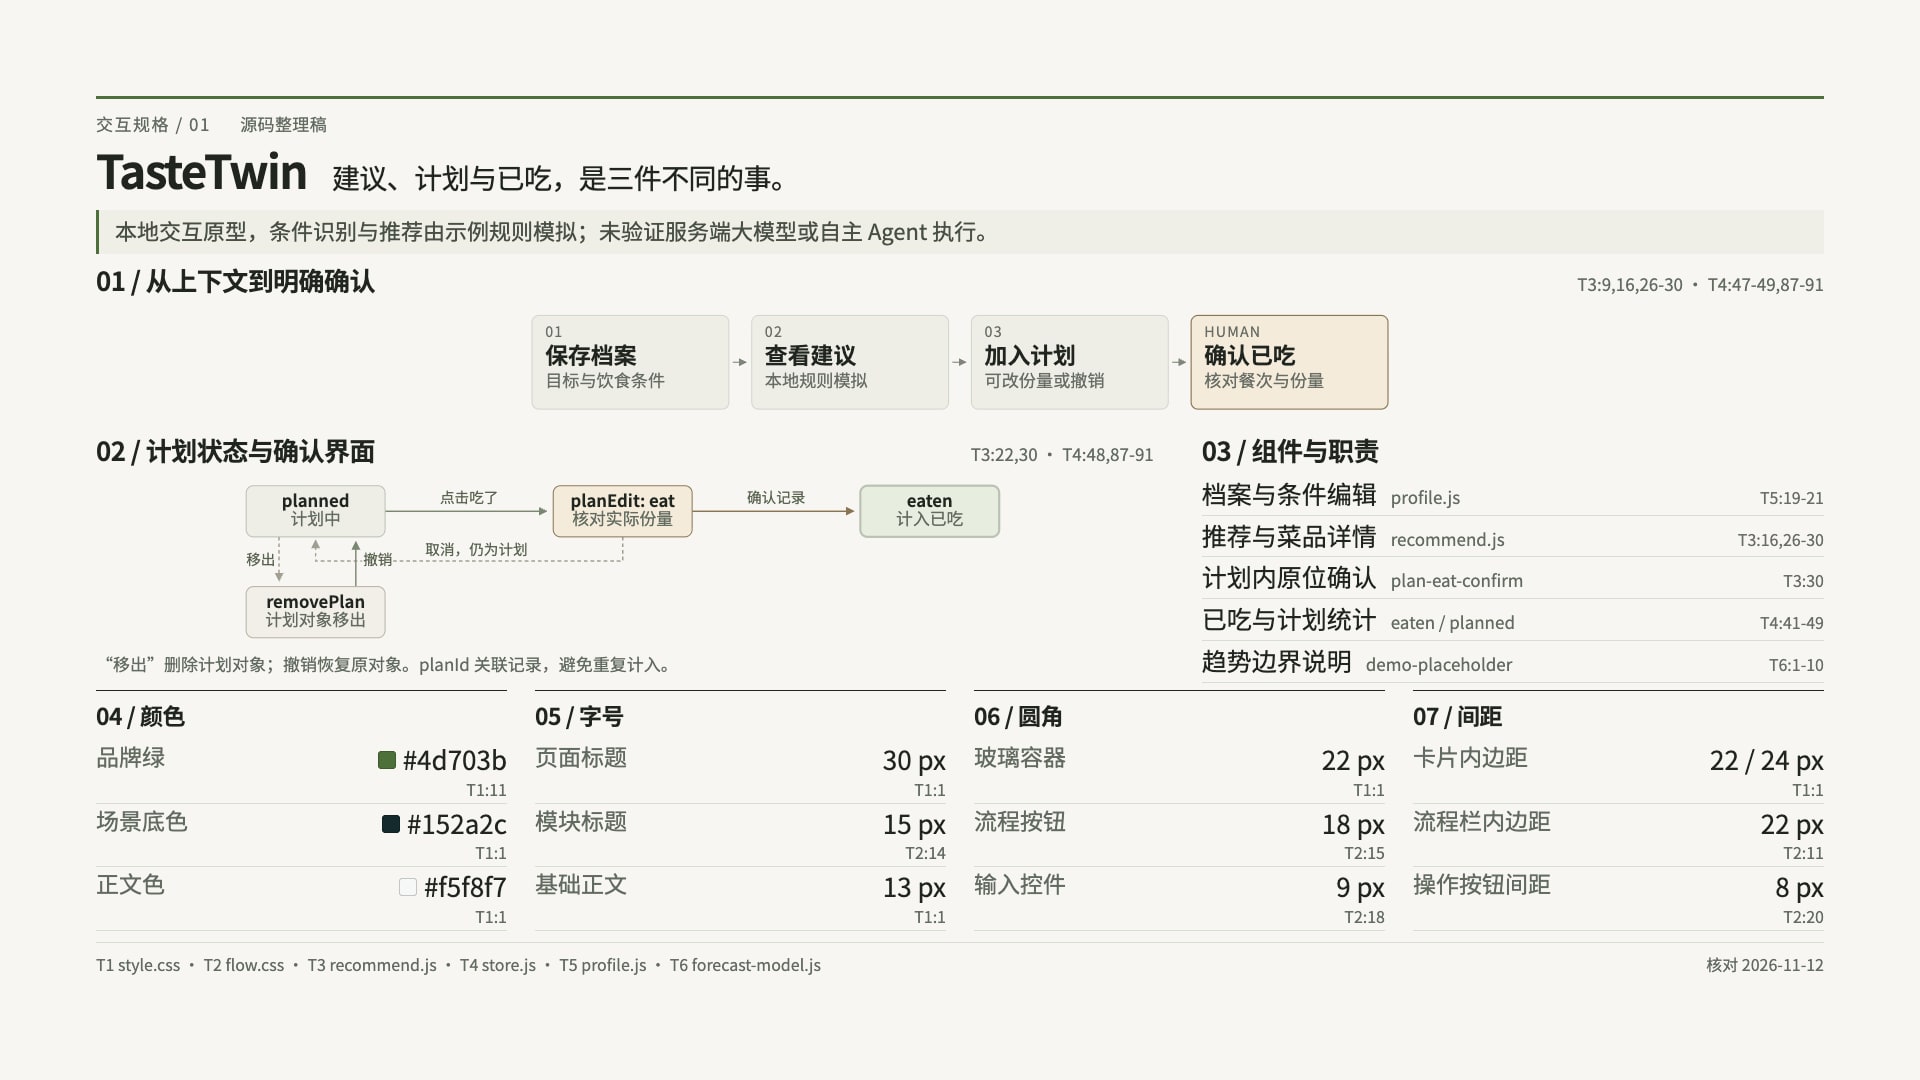 交互规格 / 01 源码整理稿
TasteTwin 建议、计划与已吃，是三件不同的事。
本地交互原型，条件识别与推荐由示例规则模拟；未验证服务端大模型或自主 Agent 执行。
01 / 从上下文到明确确认 T3:9,16,26-30 · T4:47-49,87-91
01
保存档案
目标与饮食条件
02
查看建议
本地规则模拟
03
加入计划
可改份量或撤销
HUMAN
确认已吃
核对餐次与份量
02 / 计划状态与确认界面 T3:22,30 · T4:48,87-91
planned
计划中
点击吃了
planEdit: eat
核对实际份量
确认记录
eaten
计入已吃
移出
撤销
取消，仍为计划
removePlan
计划对象移出
“移出”删除计划对象；撤销恢复原对象。planId 关联记录，避免重复计入。
03 / 组件与职责
档案与条件编辑 profile.js T5:19-21
推荐与菜品详情 recommend.js T3:16,26-30
计划内原位确认 plan-eat-confirm T3:30
已吃与计划统计 eaten / planned T4:41-49
趋势边界说明 demo-placeholder T6:1-10
04 / 颜色
品牌绿 #4d703b
T1:11
场景底色 #152a2c
T1:1
正文色 #f5f8f7
T1:1
05 / 字号
页面标题 30 px
T1:1
模块标题 15 px
T2:14
基础正文 13 px
T1:1
06 / 圆角
玻璃容器 22 px
T1:1
流程按钮 18 px
T2:15
输入控件 9 px
T2:18
07 / 间距
卡片内边距 22 / 24 px
T1:1
流程栏内边距 22 px
T2:11
操作按钮间距 8 px
T2:20
T1 style.css · T2 flow.css · T3 recommend.js · T4 store.js · T5 profile.js · T6 forecast-model.js
核对 2026-11-12